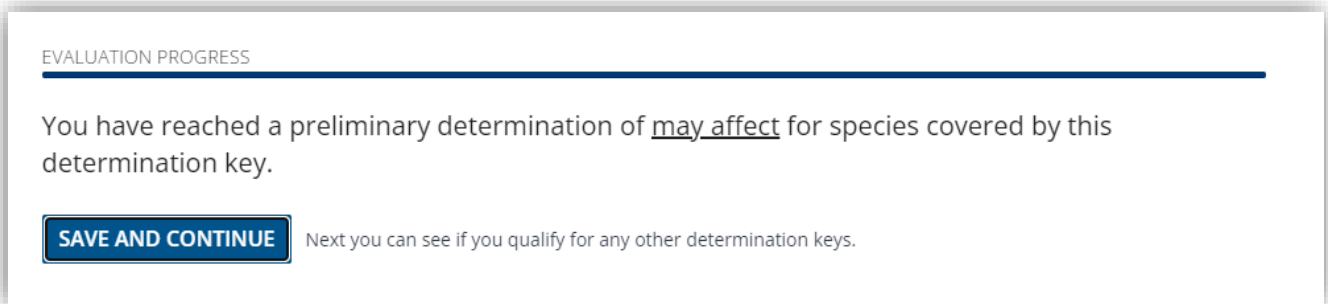 EVALUATION PROGRESS
You have reached a preliminary determination of may affect for species covered by this
determination key.
SAVE AND CONTINUE Next you can see if you qualify for any other determination keys.